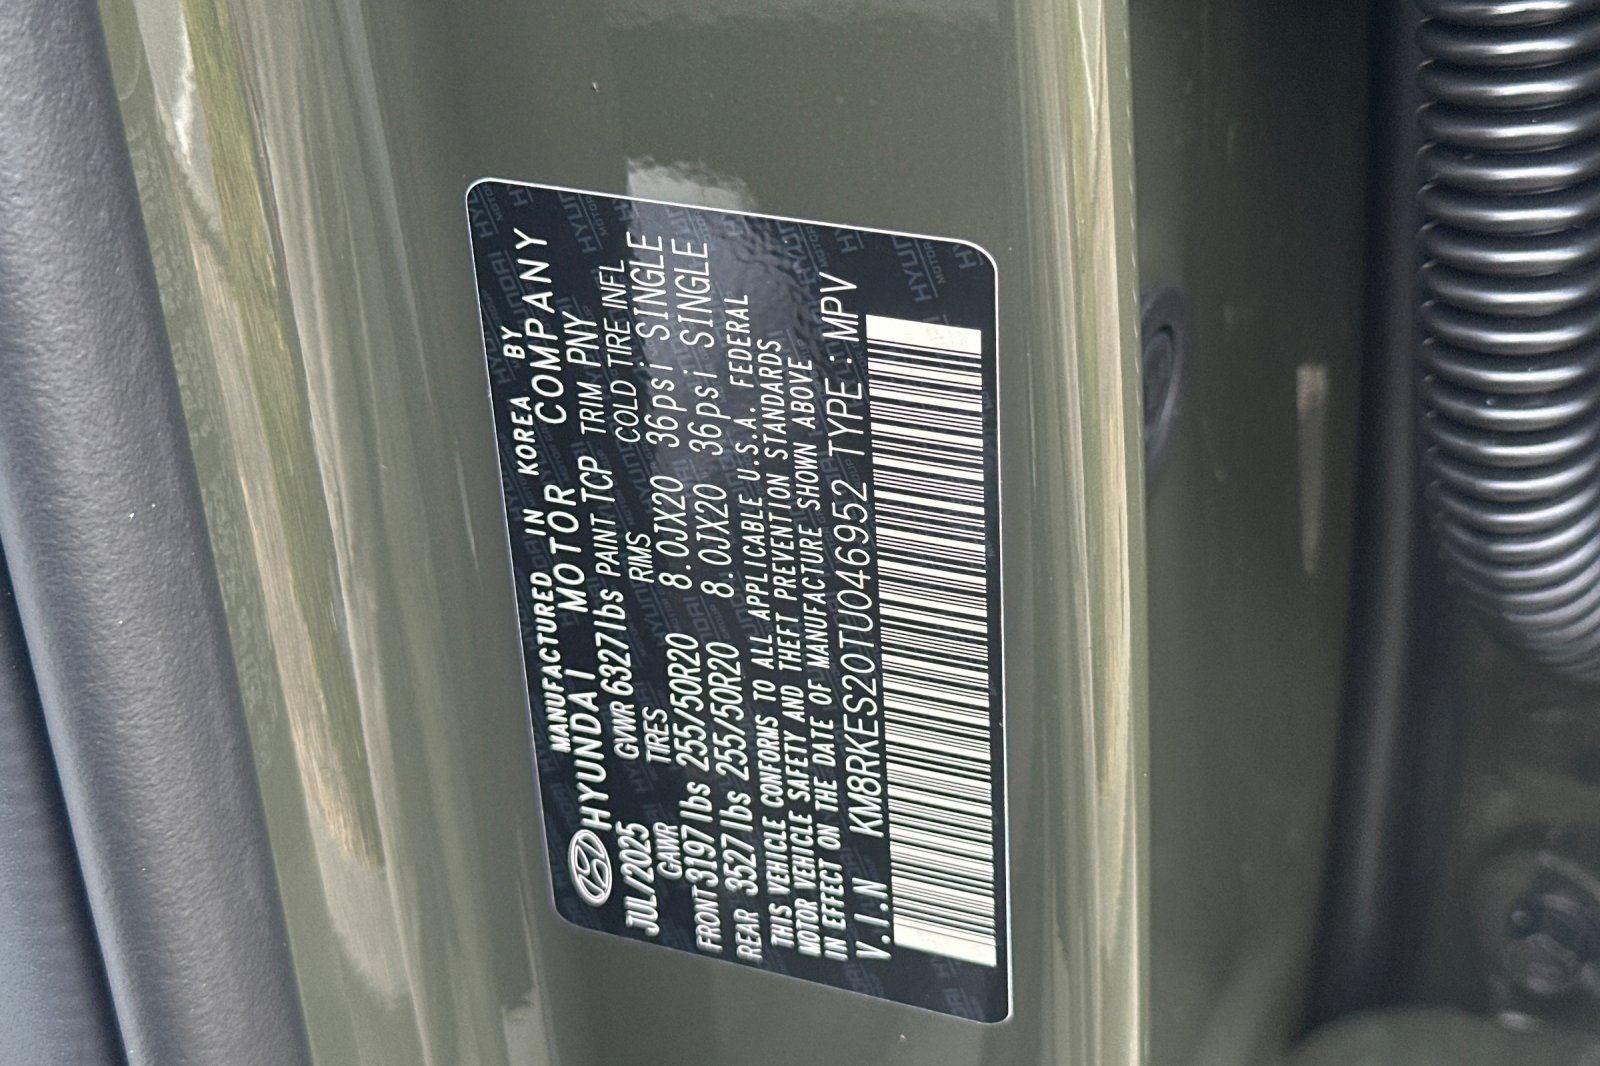 MANUFACTURED IN KOREA BY
HYUNDAI MOTOR COMPANY
JUL/2025 GVWR 6327lbs PAINT TCP TRIM PNY
GAWR TIRES RIMS COLD TIRE INFL
FRONT 3197lbs 255/50R20 8.0JX20 36psi SINGLE
REAR 3527lbs 255/50R20 8.0JX20 36psi SINGLE
THIS VEHICLE CONFORMS TO ALL APPLICABLE U.S.A. FEDERAL
MOTOR VEHICLE SAFETY AND THEFT PREVENTION STANDARDS
IN EFFECT ON THE DATE OF MANUFACTURE SHOWN ABOVE
V.I.N KM8RKES20TU046952 TYPE:MPV